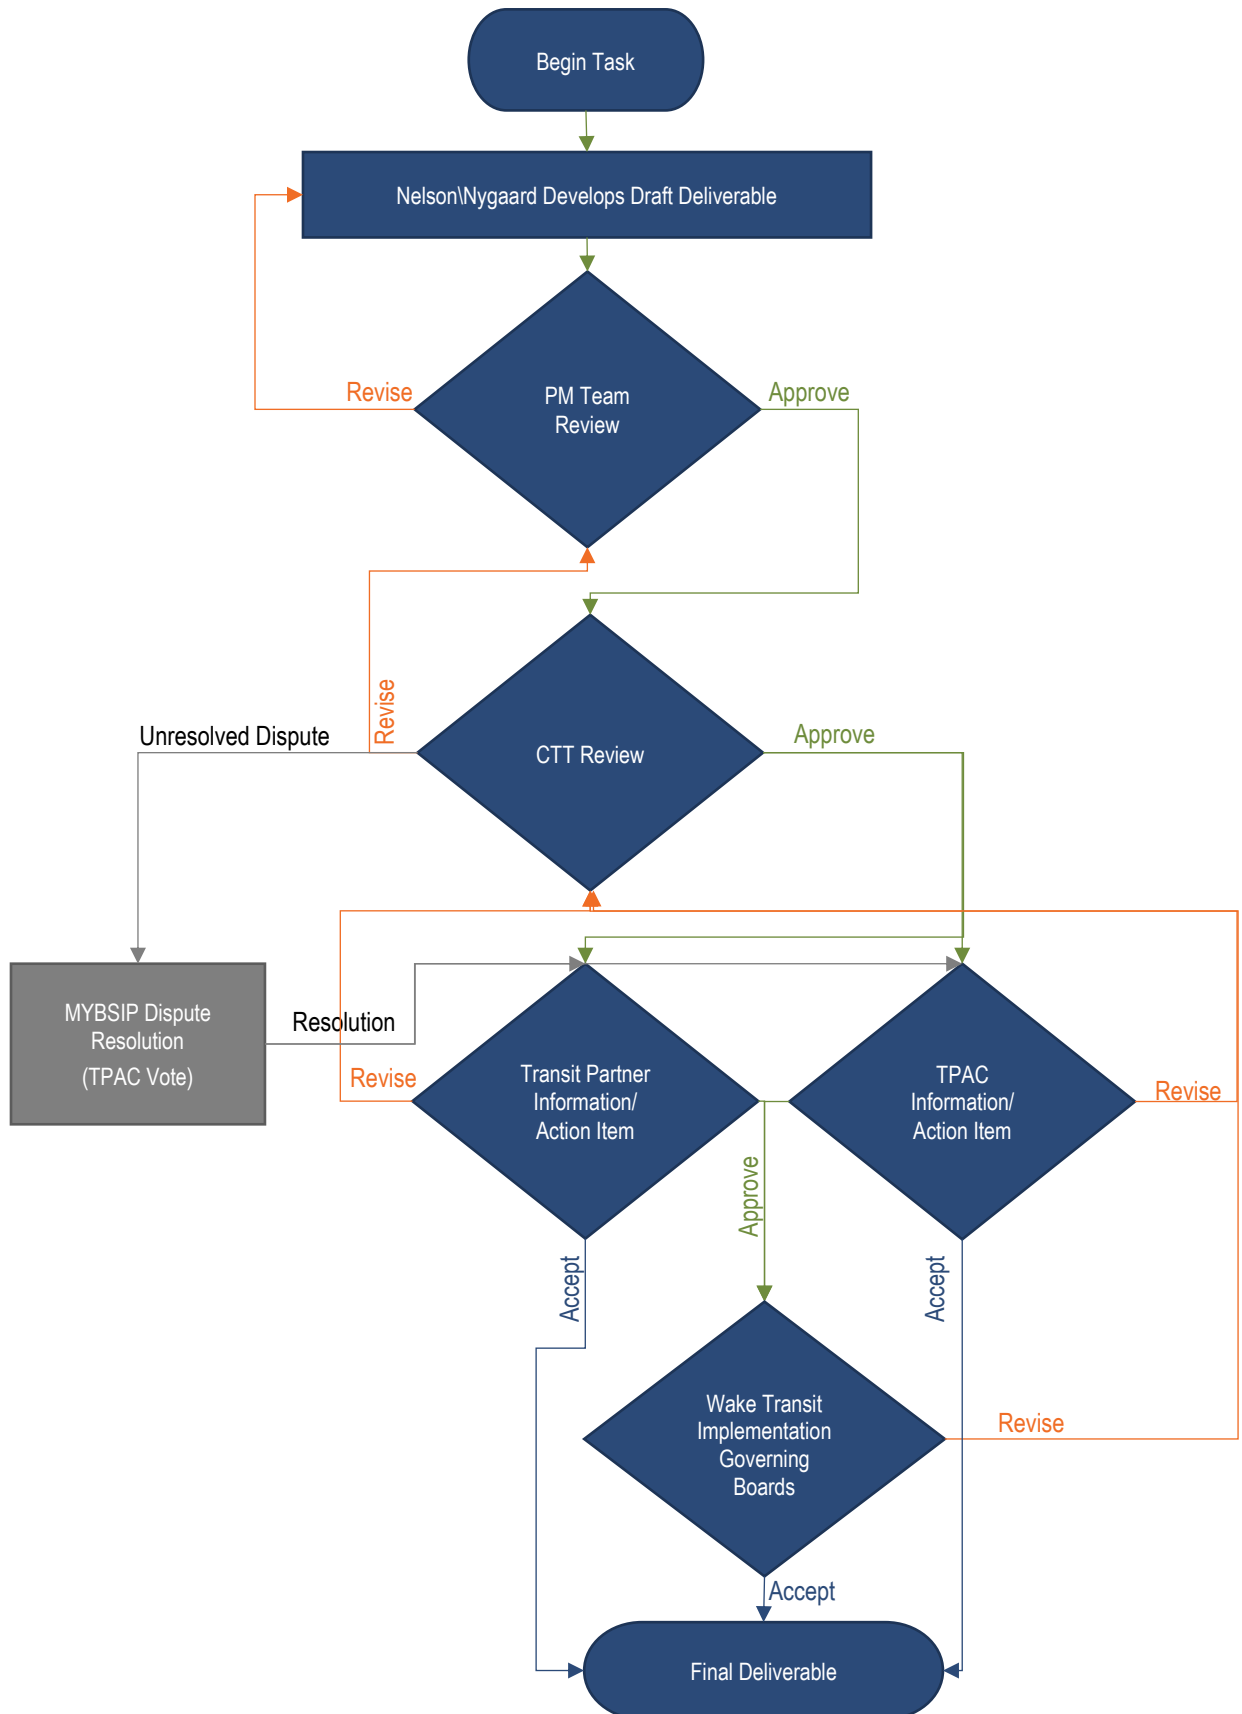 Begin Task
Nelson\Nygaard Develops Draft Deliverable
Revise
PM Team
Review
Approve
Revise
Unresolved Dispute
CTT Review
Approve
MYBSIP Dispute
Resolution
(TPAC Vote)
Resolution
Revise
Transit Partner
Information/
Action Item
TPAC
Information/
Action Item
Revise
Approve
Accept
Accept
Wake Transit
Implementation
Governing
Boards
Revise
Accept
Final Deliverable